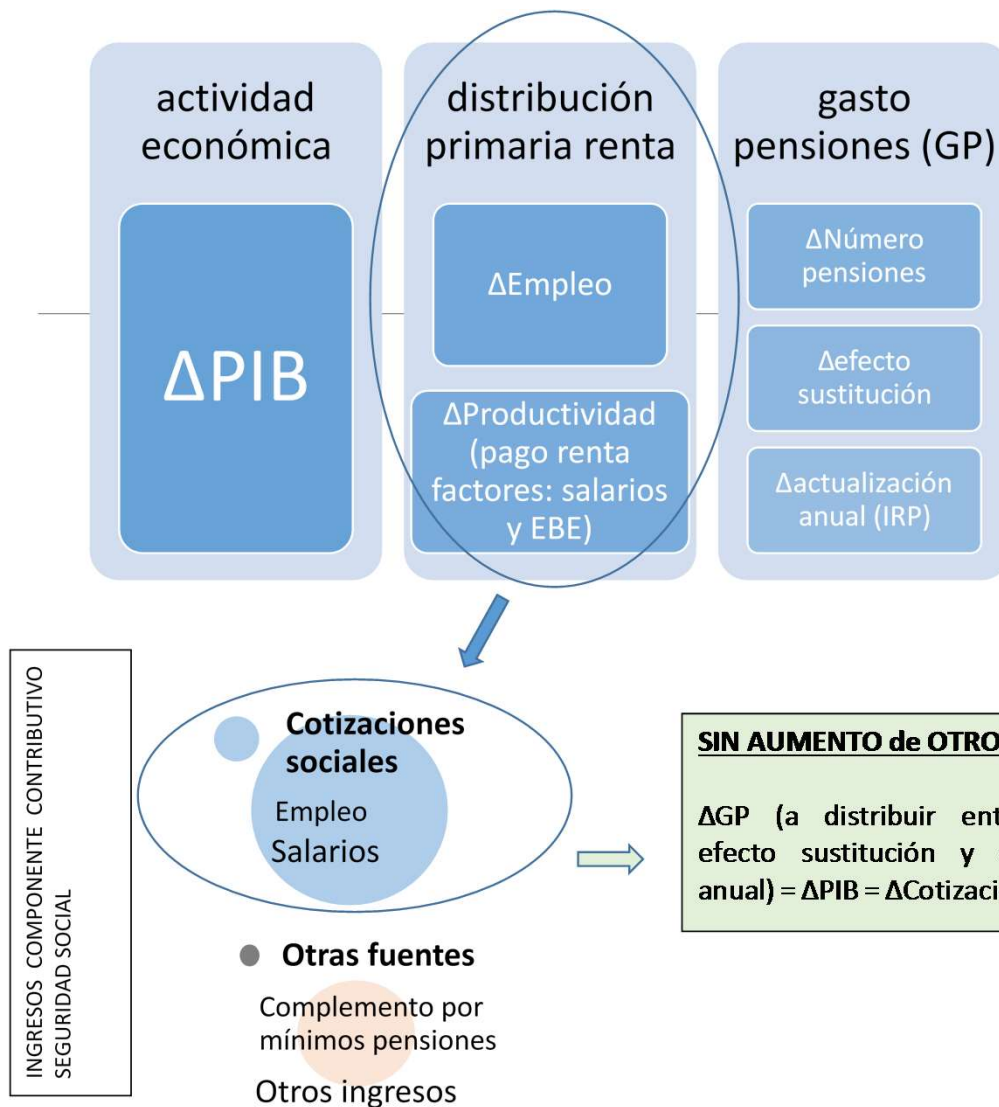 actividad
económica
ΔPIB
distribución
primaria renta
ΔEmpleo
ΔProductividad
(pago renta
factores: salarios
y EBE)
gasto
pensiones (GP)
ΔNúmero
pensiones
Δefecto
sustitución
Δactualización
anual (IRP)
INGRESOS COMPONENTE CONTRIBUTIVO
SEGURIDAD SOCIAL
Cotizaciones
sociales
Empleo
Salarios
Otras fuentes
Complemento por
mínimos pensiones
Otros ingresos
SIN AUMENTO de OTRO
ΔGP (a distribuir ent
efecto sustitución y
anual) = ΔPIB = ΔCotizaci